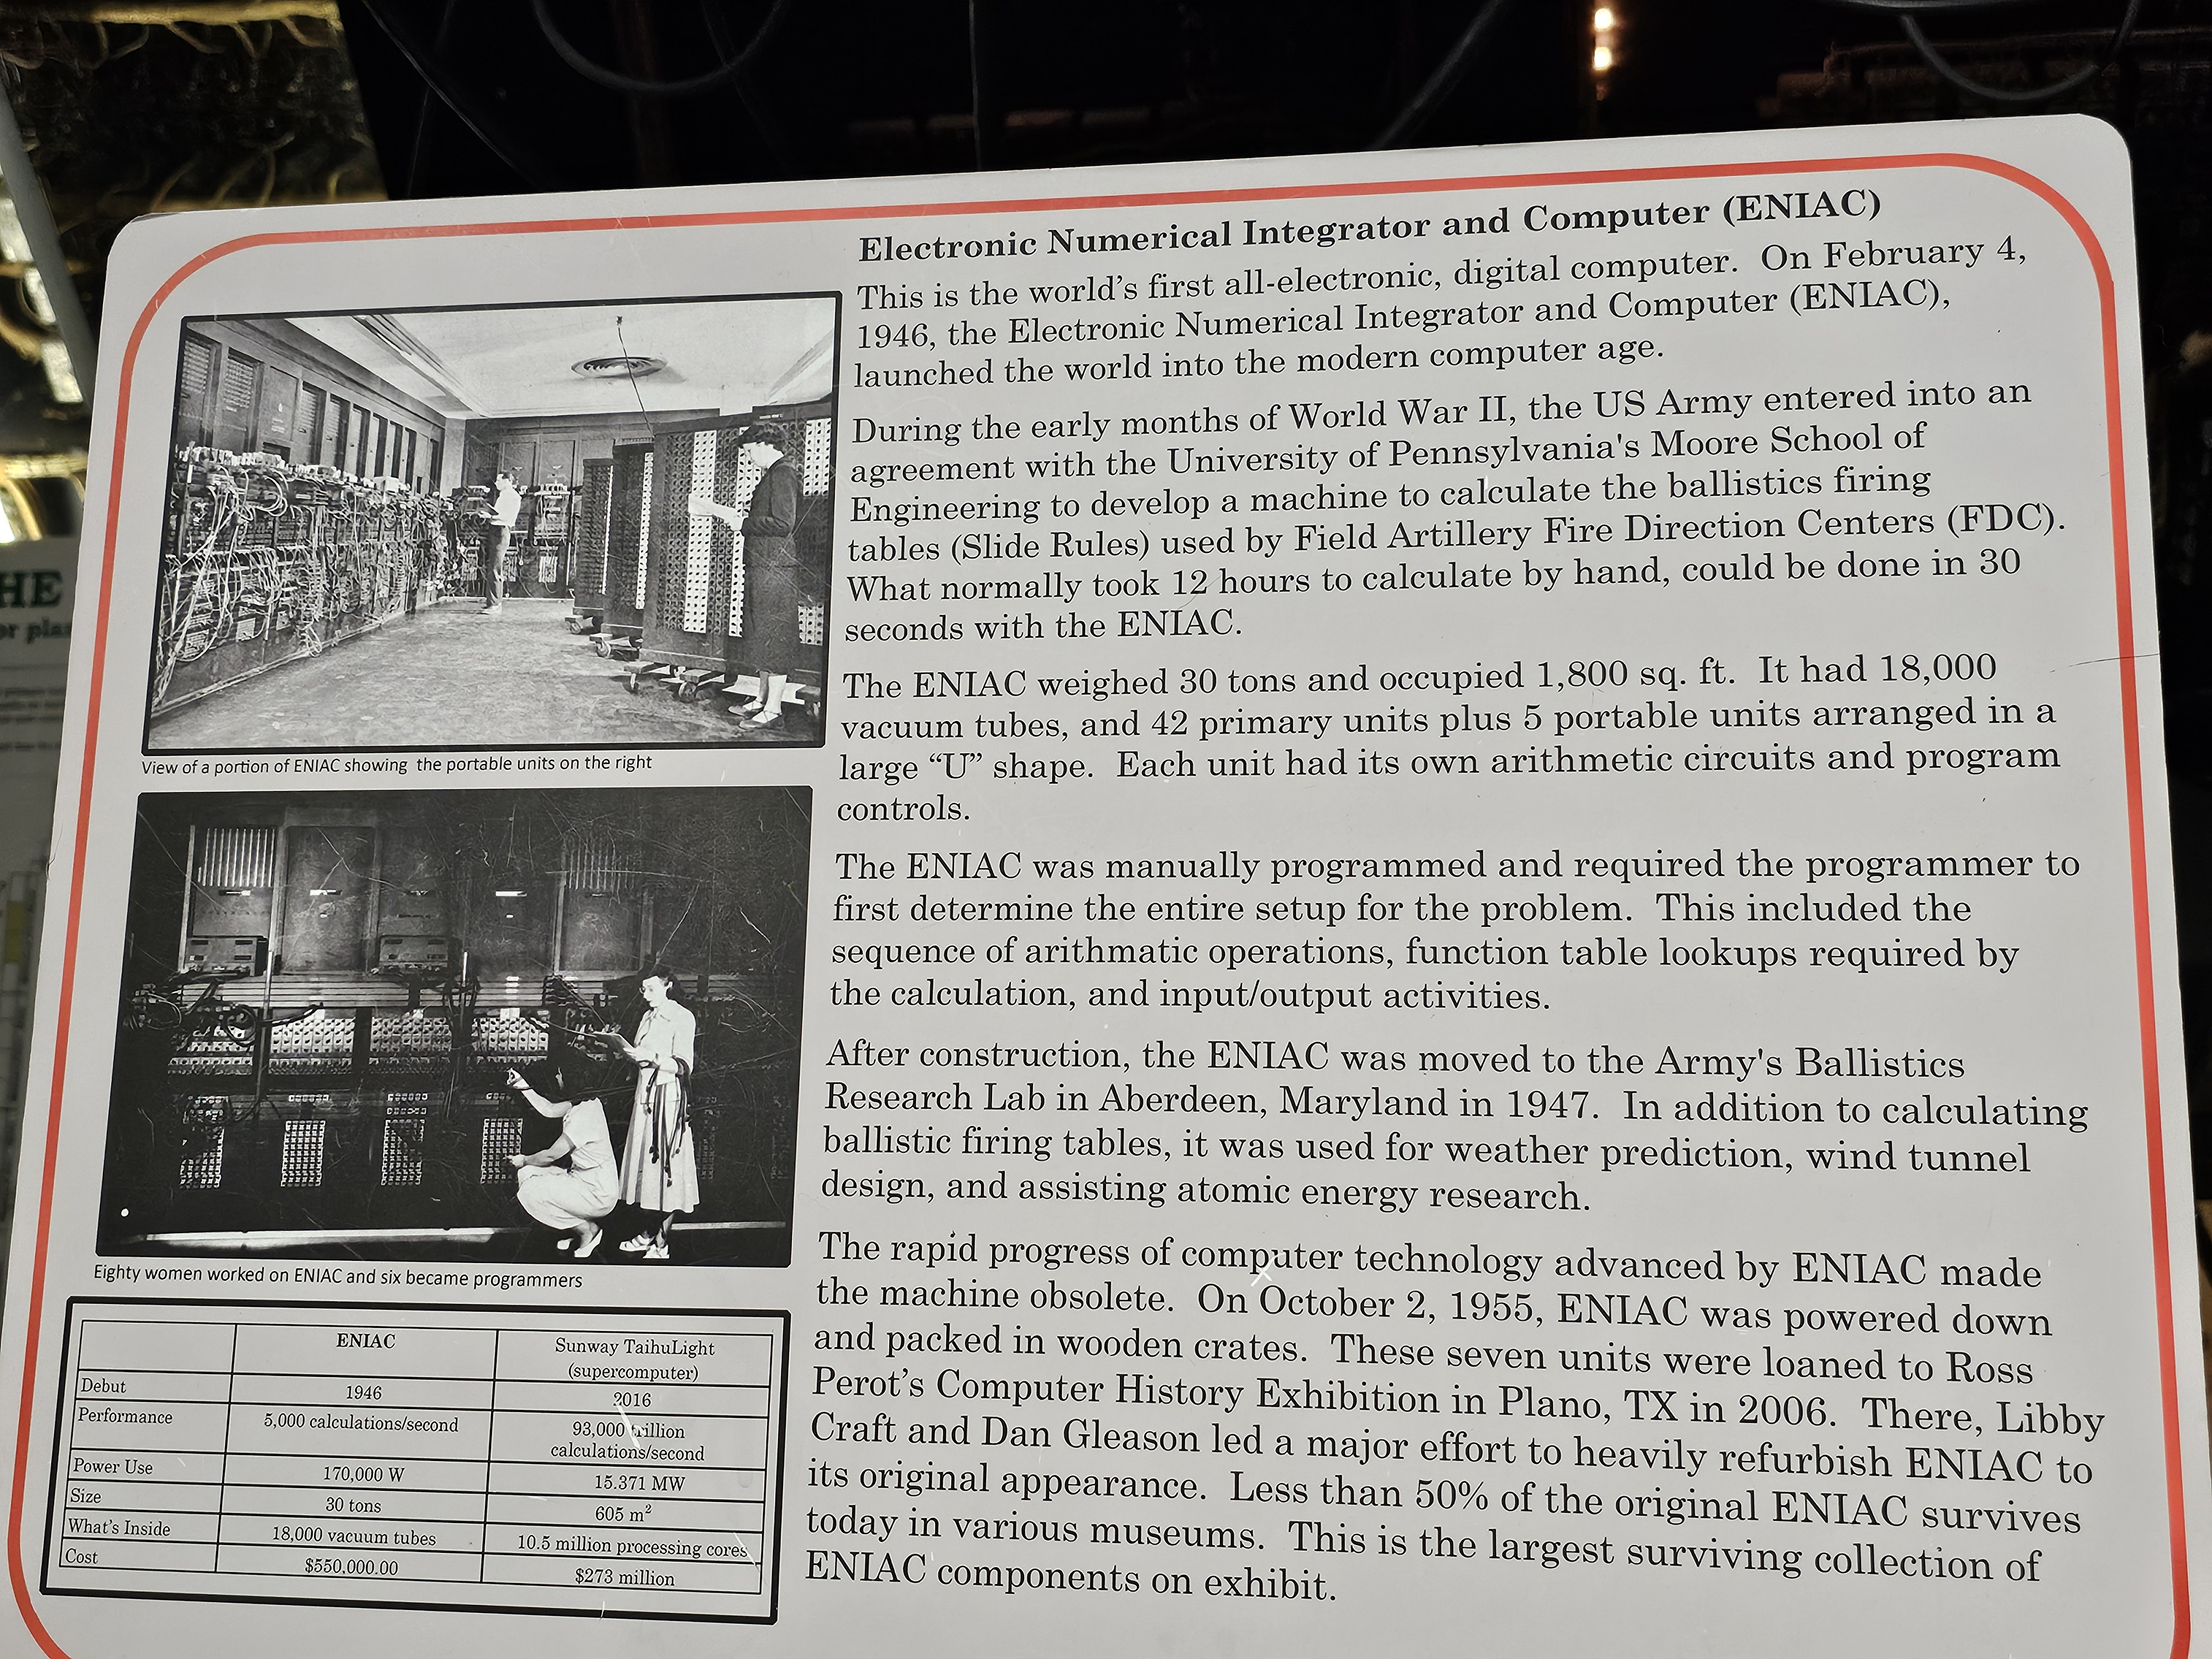 Electronic Numerical Integrator and Computer (ENIAC)
This is the world's first all-electronic, digital computer. On February 4,
1946, the Electronic Numerical Integrator and Computer (ENIAC),
launched the world into the modern computer age.
During the early months of World War II, the US Army entered into an
agreement with the University of Pennsylvania's Moore School of
Engineering to develop a machine to calculate the ballistics firing
tables (Slide Rules) used by Field Artillery Fire Direction Centers (FDC).
What normally took 12 hours to calculate by hand, could be done in 30
seconds with the ENIAC.
The ENIAC weighed 30 tons and occupied 1,800 sq. ft. It had 18,000
vacuum tubes, and 42 primary units plus 5 portable units arranged in a
large “U” shape. Each unit had its own arithmetic circuits and program
controls.
The ENIAC was manually programmed and required the programmer to
first determine the entire setup for the problem. This included the
sequence of arithmatic operations, function table lookups required by
the calculation, and input/output activities.
After construction, the ENIAC was moved to the Army's Ballistics
Research Lab in Aberdeen, Maryland in 1947. In addition to calculating
ballistic firing tables, it was used for weather prediction, wind tunnel
design, and assisting atomic energy research.
The rapid progress of computer technology advanced by ENIAC made
the machine obsolete. On October 2, 1955, ENIAC was powered down
and packed in wooden crates. These seven units were loaned to Ross
Perot's Computer History Exhibition in Plano, TX in 2006. There, Libby
Craft and Dan Gleason led a major effort to heavily refurbish ENIAC to
its original appearance. Less than 50% of the original ENIAC survives
today in various museums. This is the largest surviving collection of
ENIAC components on exhibit.
View of a portion of ENIAC showing the portable units on the right
Eighty women worked on ENIAC and six became programmers
ENIAC Sunway TaihuLight
(supercomputer)
Debut 1946 2016
Performance 5,000 calculations/second 93,000 trillion
calculations/second
Power Use 170,000 W 15.371 MW
Size 30 tons 605 m²
What's Inside 18,000 vacuum tubes 10.5 million processing cores
Cost $550,000.00 $273 million
HE
or pla